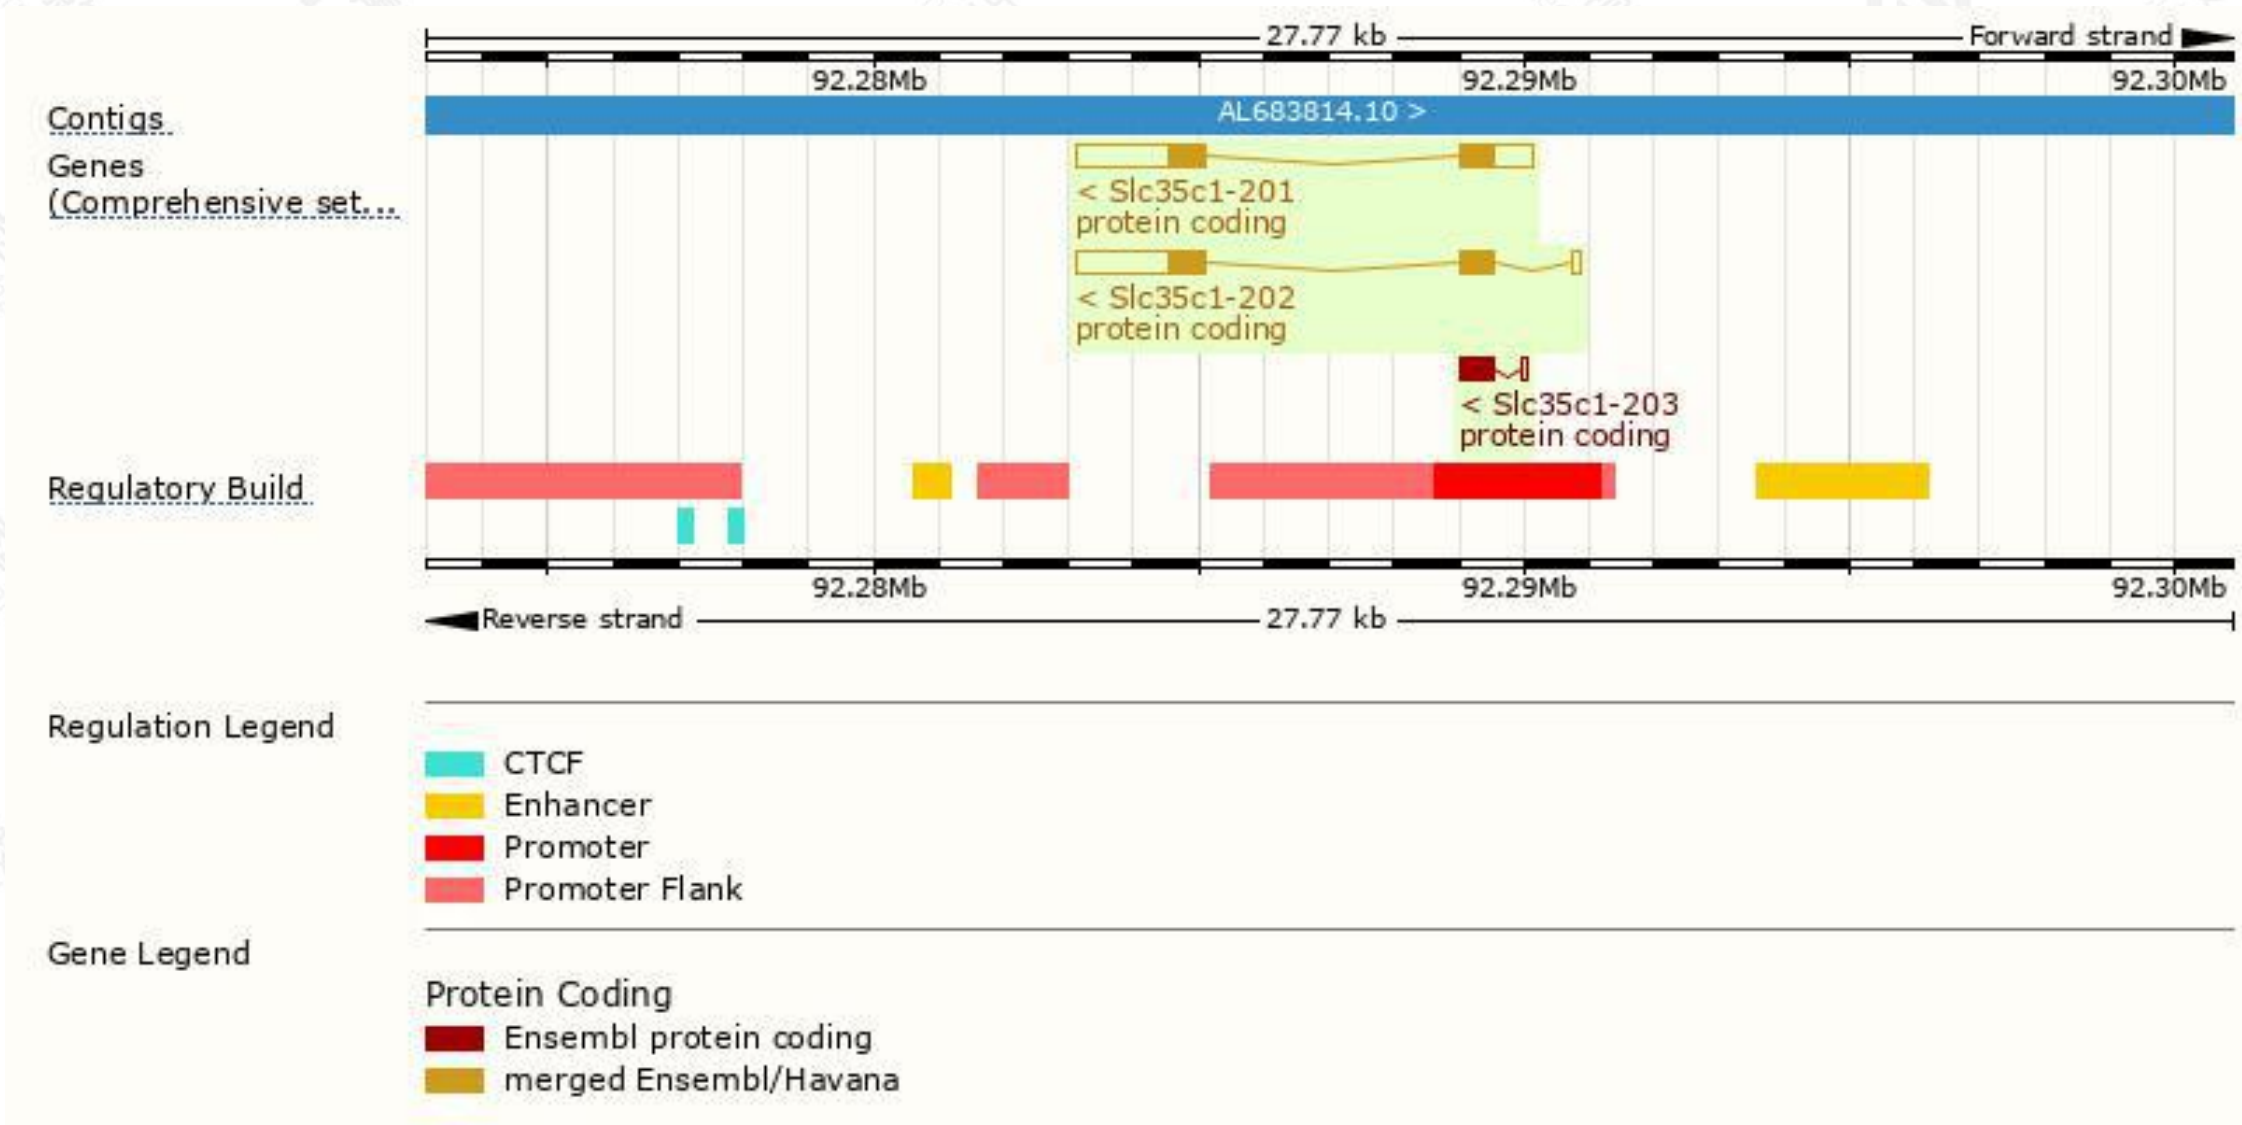 27.77 kb
Forward strand
92.28Mb 92.29Mb 92.30Mb
Contigs
AL683814.10 >
Genes
(Comprehensive set...
< Slc35c1-201
protein coding
< Slc35c1-202
protein coding
< Slc35c1-203
protein coding
Regulatory Build
92.28Mb 92.29Mb 92.30Mb
Reverse strand
27.77 kb
Regulation Legend
CTCF
Enhancer
Promoter
Promoter Flank
Gene Legend
Protein Coding
Ensembl protein coding
merged Ensembl/Havana